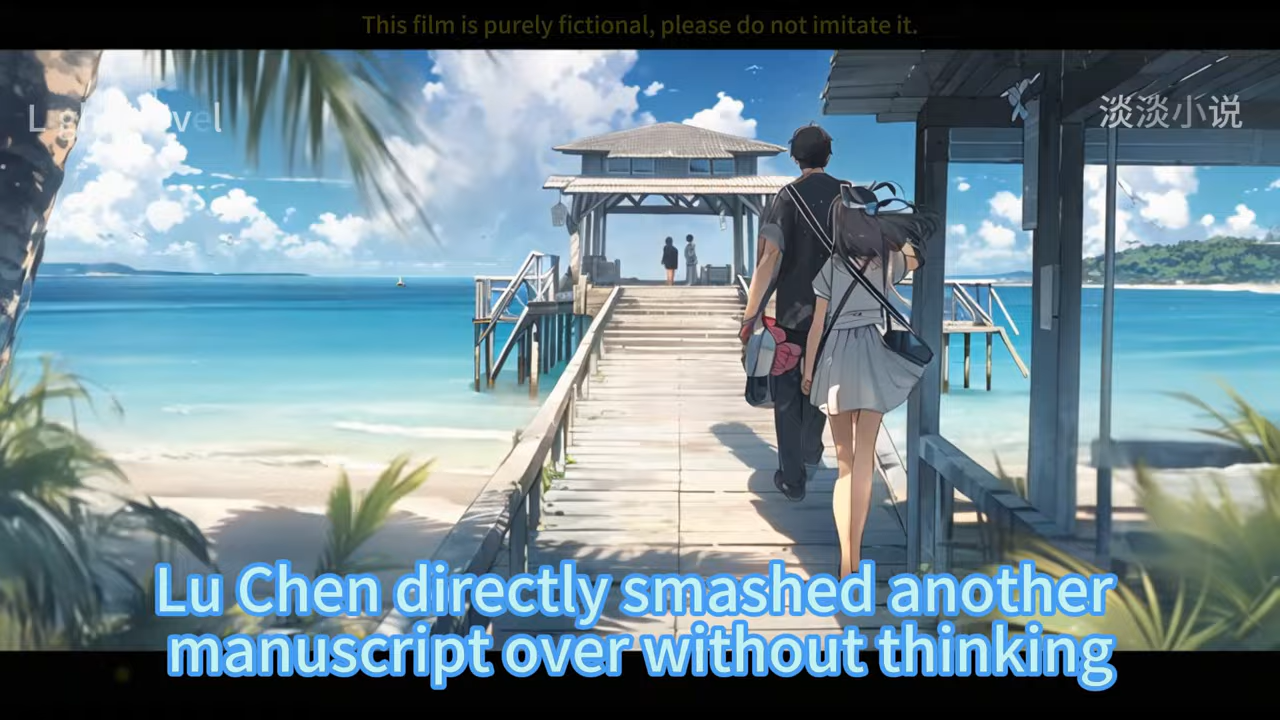 This film is purely fictional, please do not imitate it.
淡淡小说
Lu Chen directly smashed another
manuscript over without thinking